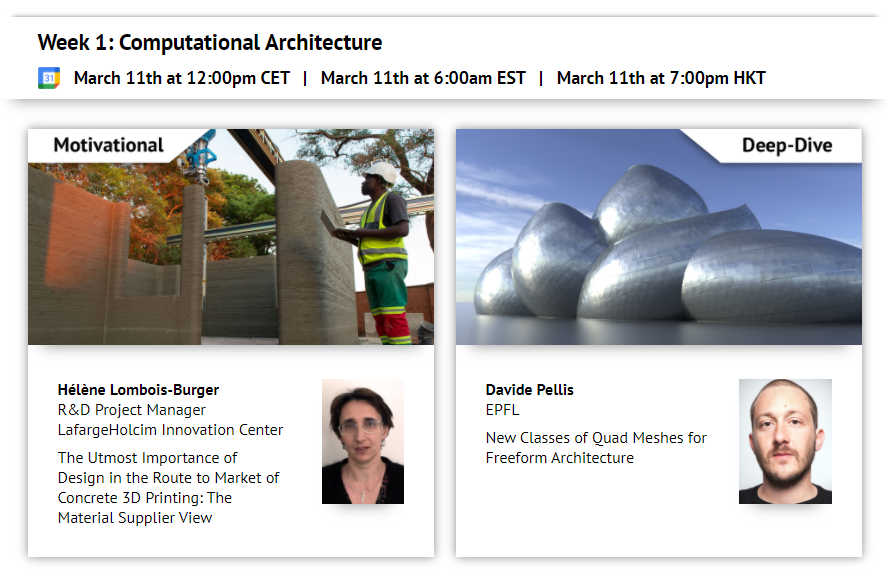 Week 1: Computational Architecture
31 March 11th at 12:00pm CET | March 11th at 6:00am EST | March 11th at 7:00pm HKT
Motivational
Deep-Dive
Hélène Lombois-Burger
R&D Project Manager
LafargeHolcim Innovation Center
The Utmost Importance of
Design in the Route to Market of
Concrete 3D Printing: The
Material Supplier View
Davide Pellis
EPFL
New Classes of Quad Meshes for
Freeform Architecture